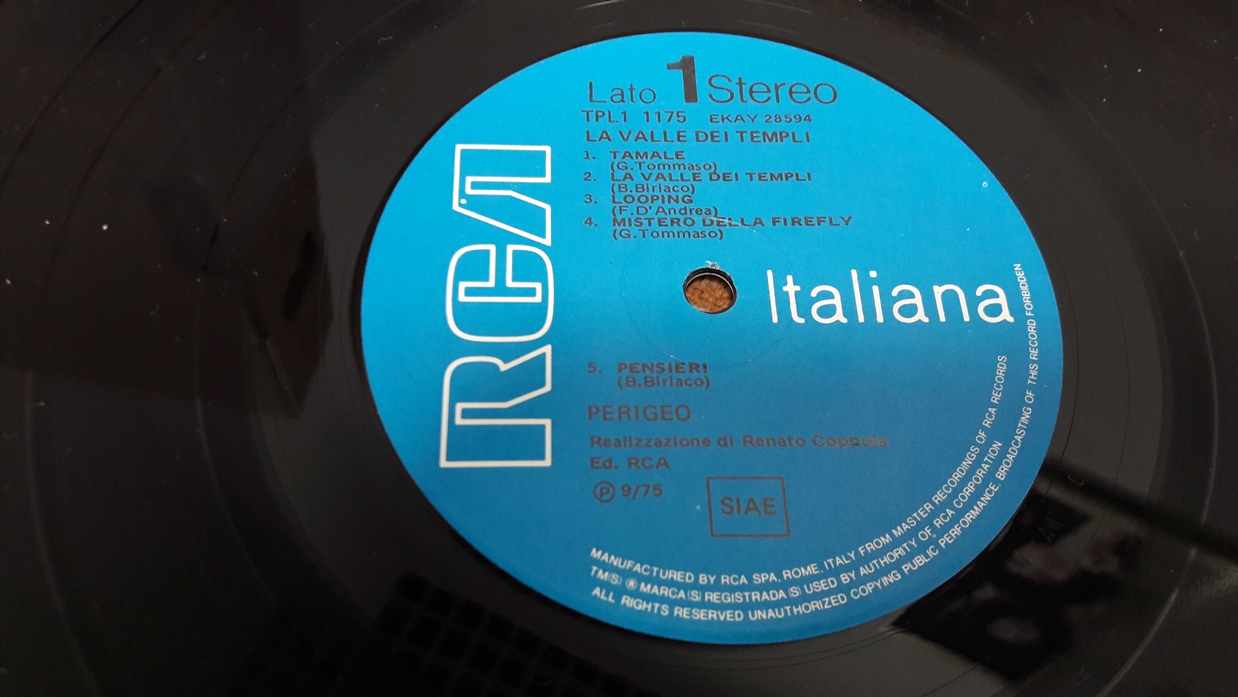 Lato 1 Stereo
TPL1 1175 EKAY 28594
LA VALLE DEI TEMPLI
1. TAMALE
(G.Tommaso)
2. LA VALLE DEI TEMPLI
(B.Biriaco)
3. LOOPING
(F.D'Andrea)
4. MISTERO DELLA FIREFLY
(G.Tommaso)
RCA
Italiana
5. PENSIERI
(B.Biriaco)
PERIGEO
Realizzazione di Renato
Ed. RCA
Ⓟ 9/75
SIAE
MANUFACTURED BY RCA SPA, ROME, ITALY FROM MASTER RECORDINGS OF RCA RECORDS
TM(S) ® MARCA(S) REGISTRADA(S) USED BY AUTHORITY OF RCA CORPORATION
ALL RIGHTS RESERVED UNAUTHORIZED COPYING PUBLIC PERFORMANCE, BROADCASTING OF THIS RECORD FORBIDDEN